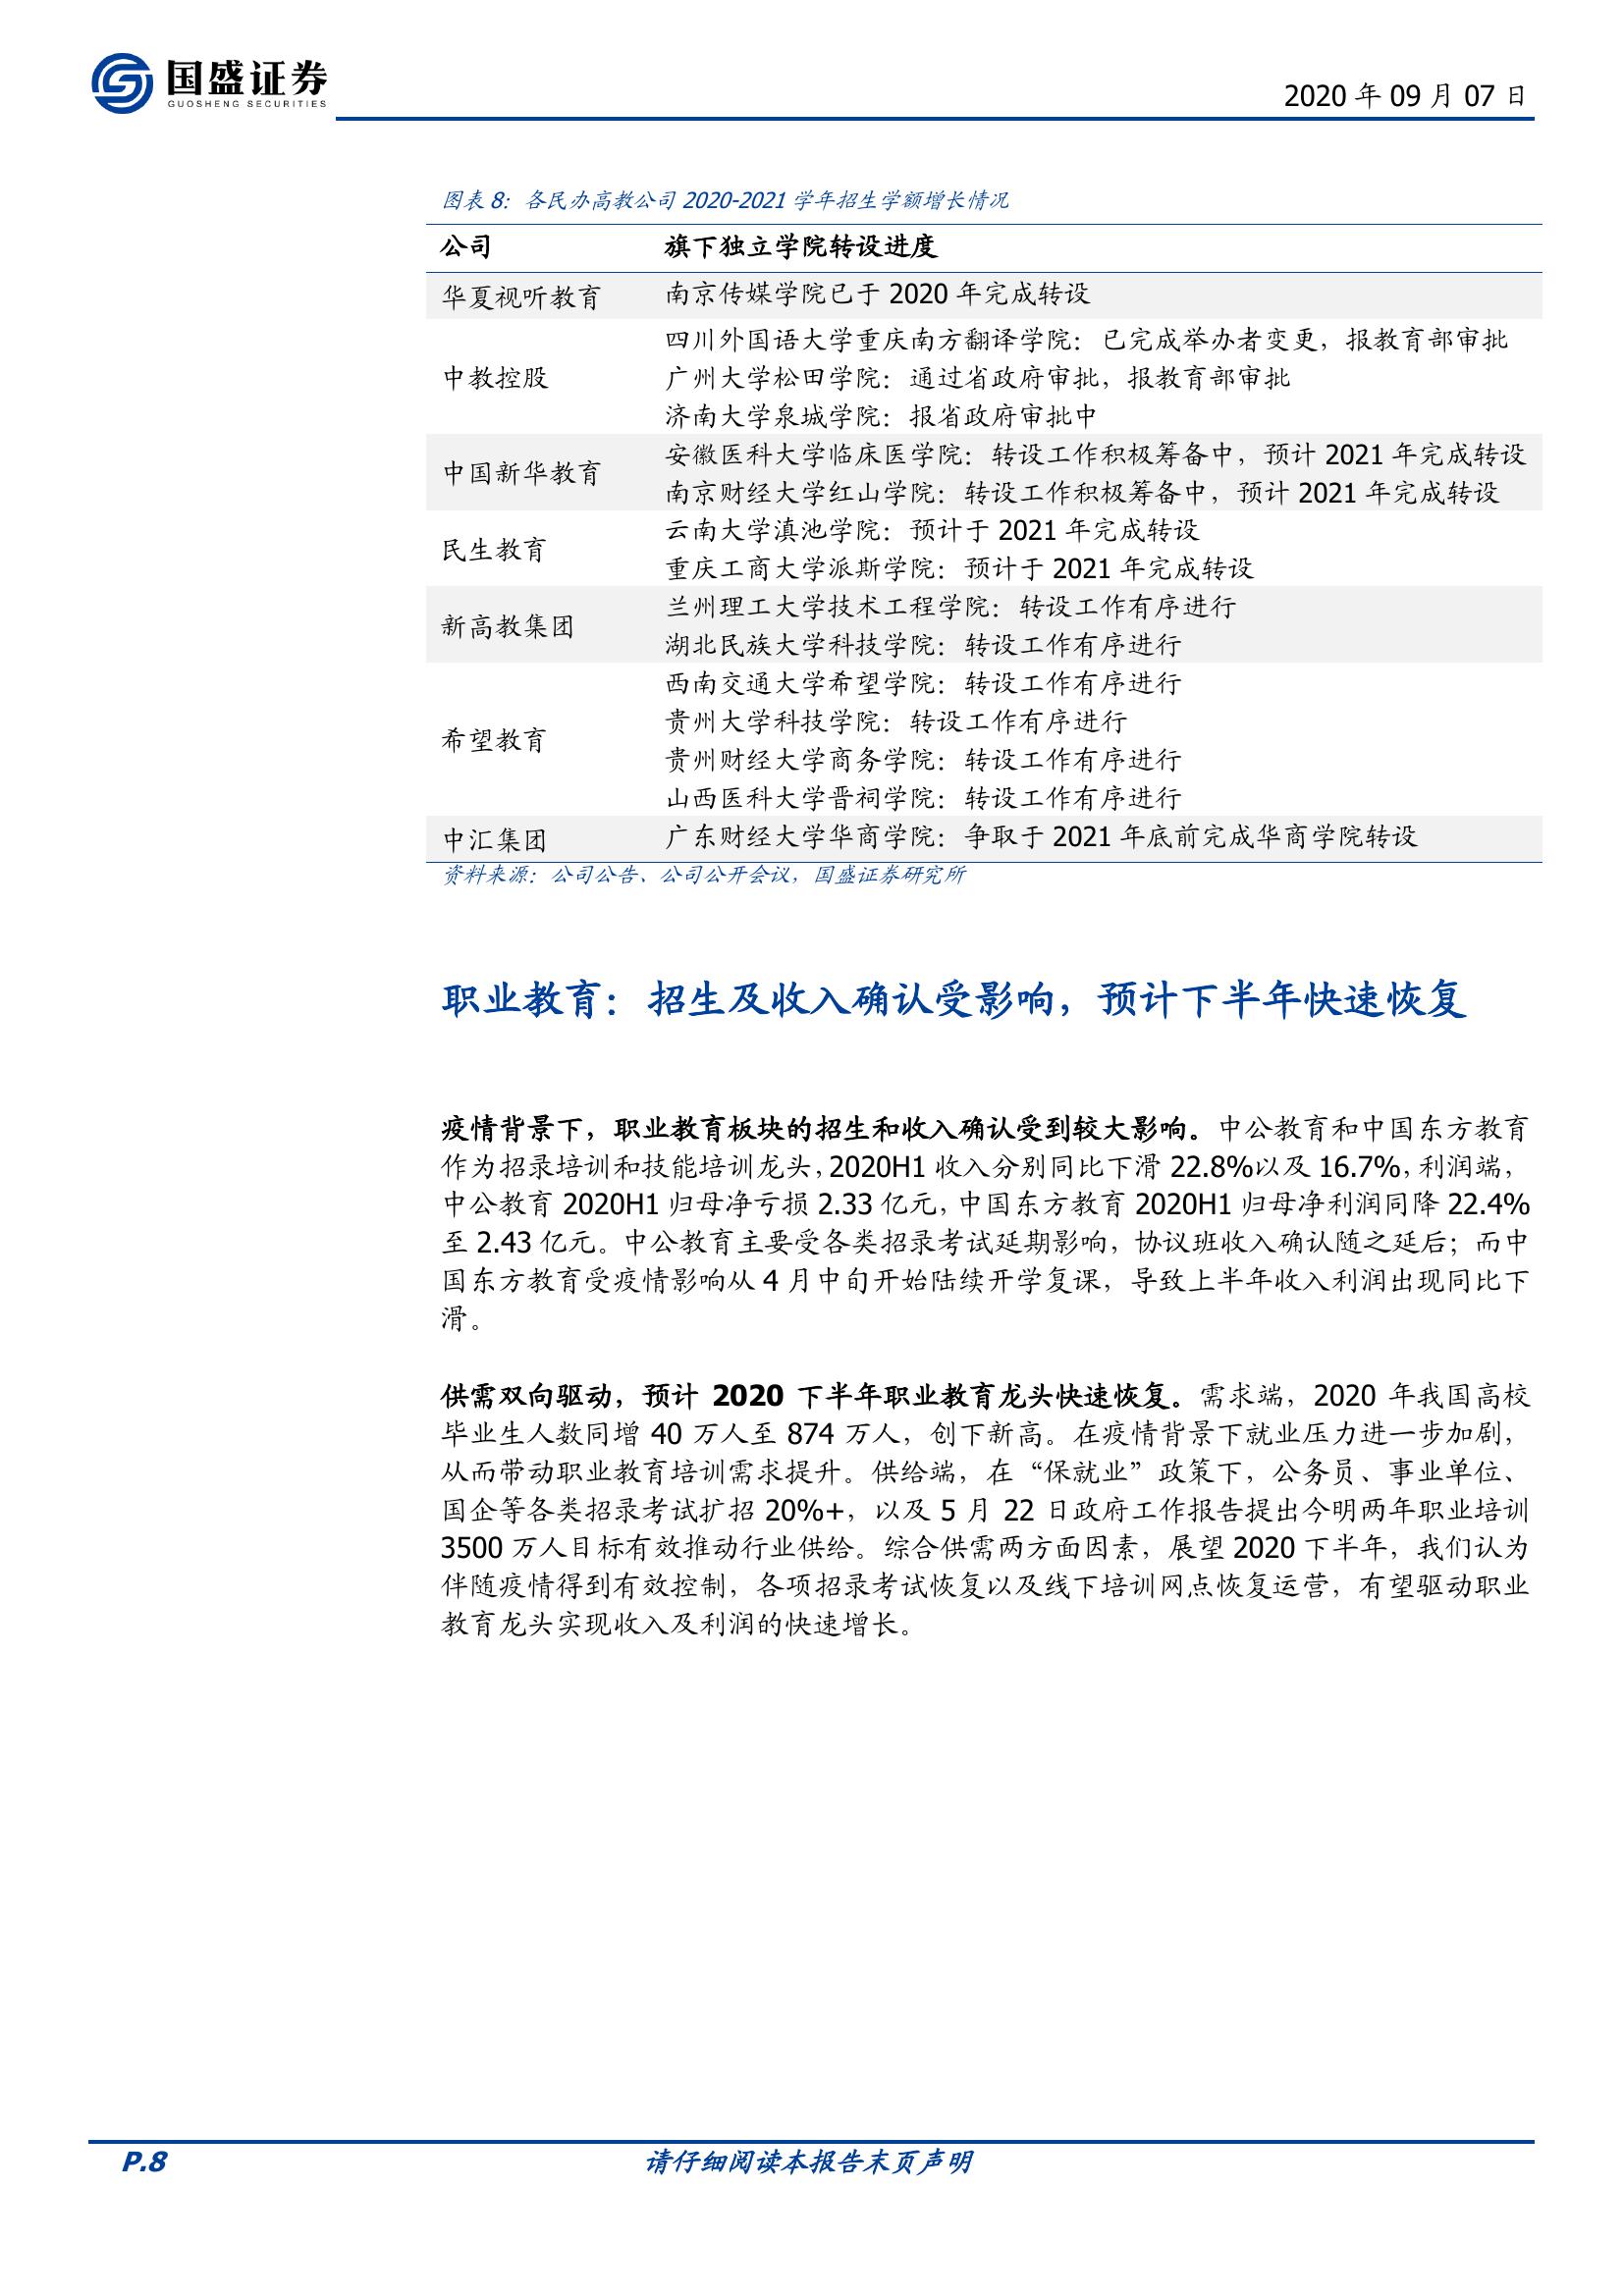 国盛证券
GUOSHENG SECURITIES
2020 年 09 月 07 日
图表 8：各民办高教公司 2020-2021 学年招生学额增长情况
公司 旗下独立学院转设进度
华夏视听教育 南京传媒学院已于 2020 年完成转设
中教控股 四川外国语大学重庆南方翻译学院：已完成举办者变更，报教育部审批
广州大学松田学院：通过省政府审批，报教育部审批
济南大学泉城学院：报省政府审批中
中国新华教育 安徽医科大学临床医学院：转设工作积极筹备中，预计 2021 年完成转设
南京财经大学红山学院：转设工作积极筹备中，预计 2021 年完成转设
民生教育 云南大学滇池学院：预计于 2021 年完成转设
重庆工商大学派斯学院：预计于 2021 年完成转设
新高教集团 兰州理工大学技术工程学院：转设工作有序进行
湖北民族大学科技学院：转设工作有序进行
希望教育 西南交通大学希望学院：转设工作有序进行
贵州大学科技学院：转设工作有序进行
贵州财经大学商务学院：转设工作有序进行
山西医科大学晋祠学院：转设工作有序进行
中汇集团 广东财经大学华商学院：争取于 2021 年底前完成华商学院转设
资料来源：公司公告、公司公开会议，国盛证券研究所
职业教育：招生及收入确认受影响，预计下半年快速恢复
疫情背景下，职业教育板块的招生和收入确认受到较大影响。中公教育和中国东方教育
作为招录培训和技能培训龙头，2020H1 收入分别同比下滑 22.8%以及 16.7%，利润端，
中公教育 2020H1 归母净亏损 2.33 亿元，中国东方教育 2020H1 归母净利润同降 22.4%
至 2.43 亿元。中公教育主要受各类招录考试延期影响，协议班收入确认随之延后；而中
国东方教育受疫情影响从 4 月中旬开始陆续开学复课，导致上半年收入利润出现同比下
滑。
供需双向驱动，预计 2020 下半年职业教育龙头快速恢复。需求端，2020 年我国高校
毕业生人数同增 40 万人至 874 万人，创下新高。在疫情背景下就业压力进一步加剧，
从而带动职业教育培训需求提升。供给端，在“保就业”政策下，公务员、事业单位、
国企等各类招录考试扩招 20%+，以及 5 月 22 日政府工作报告提出今明两年职业培训
3500 万人目标有效推动行业供给。综合供需两方面因素，展望 2020 下半年，我们认为
伴随疫情得到有效控制，各项招录考试恢复以及线下培训网点恢复运营，有望驱动职业
教育龙头实现收入及利润的快速增长。
P.8 请仔细阅读本报告末页声明